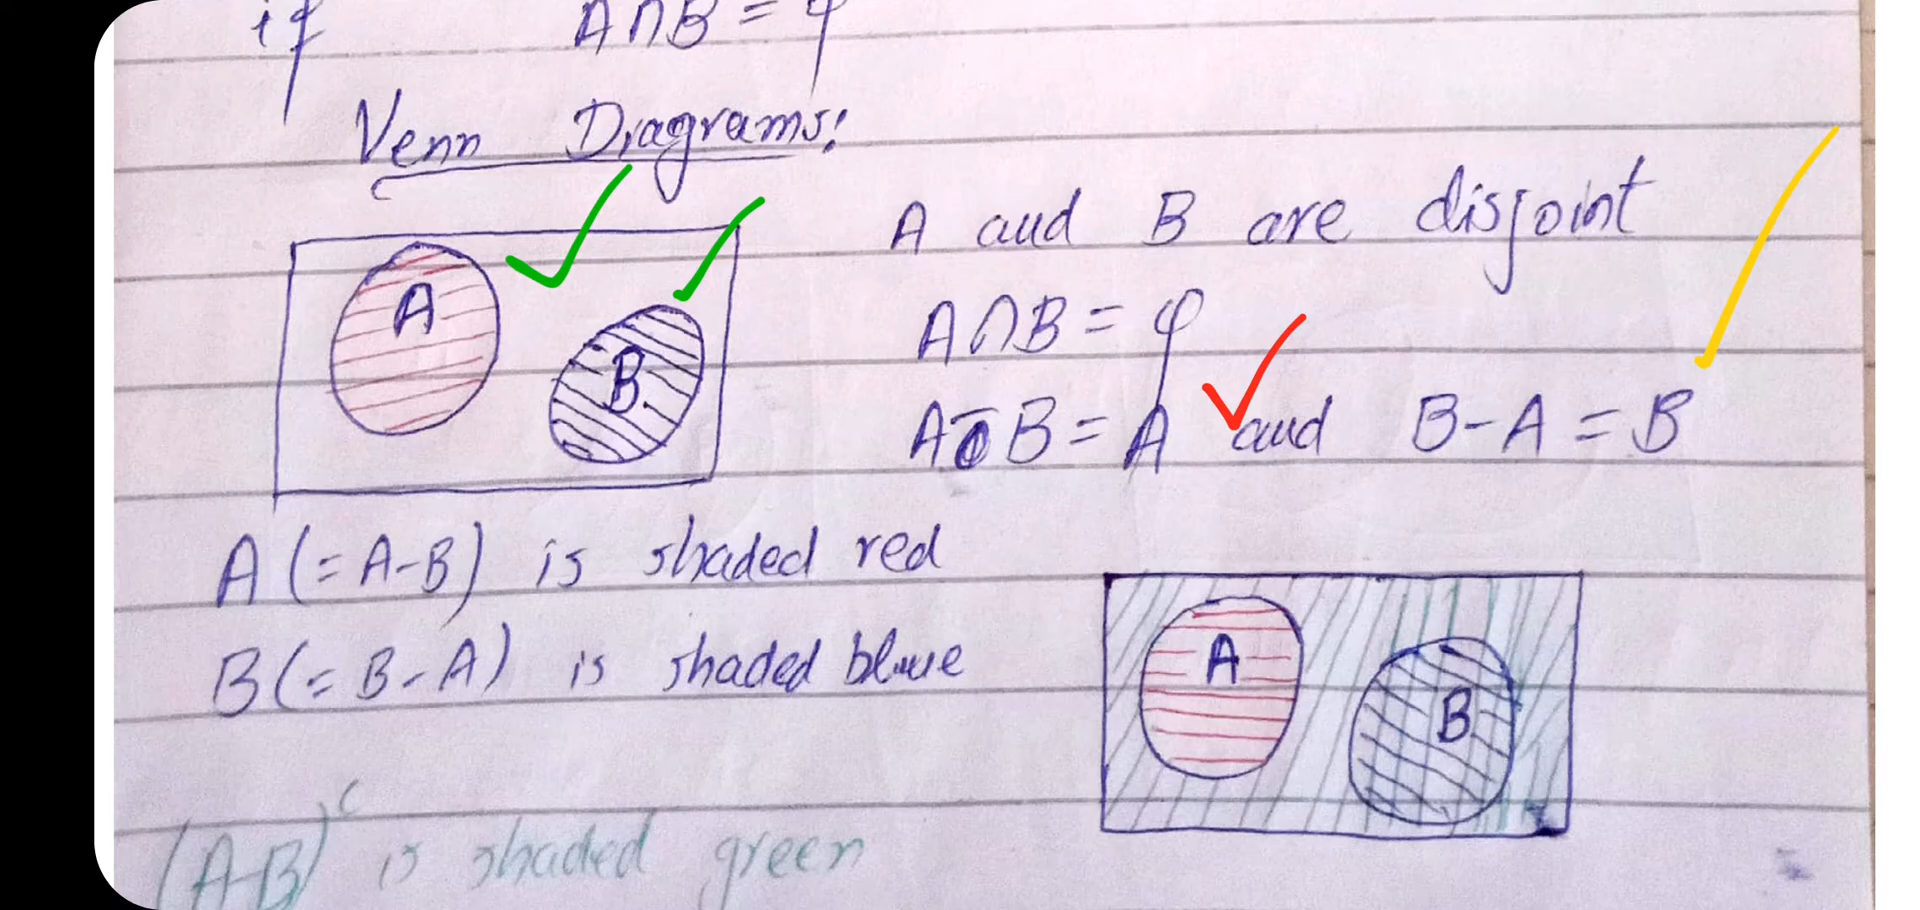 if A∩B = φ
Venn Diagrams:
A
B
A and B are disjoint
A∩B = φ
A-B = A and B-A = B
A (= A-B) is shaded red
B (= B-A) is shaded blue
A
B
(A-B)ᶜ is shaded green